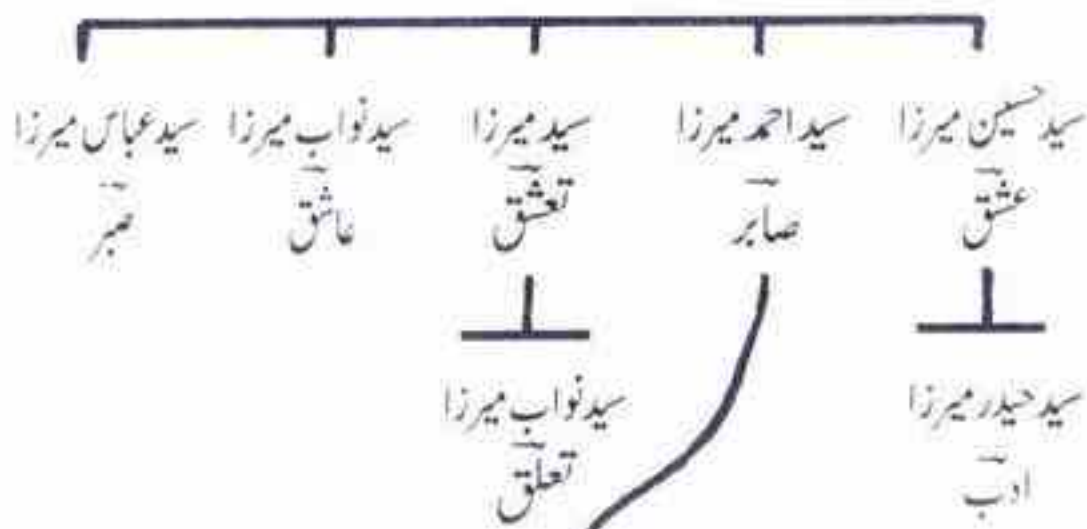 سید حسین میرزا سید احمد میرزا سید میرزا سید نواب میرزا سید عباس میرزا
عشق صابر تعشق عاشق صبر
سید حیدر میرزا سید نواب میرزا
ادب تعلق